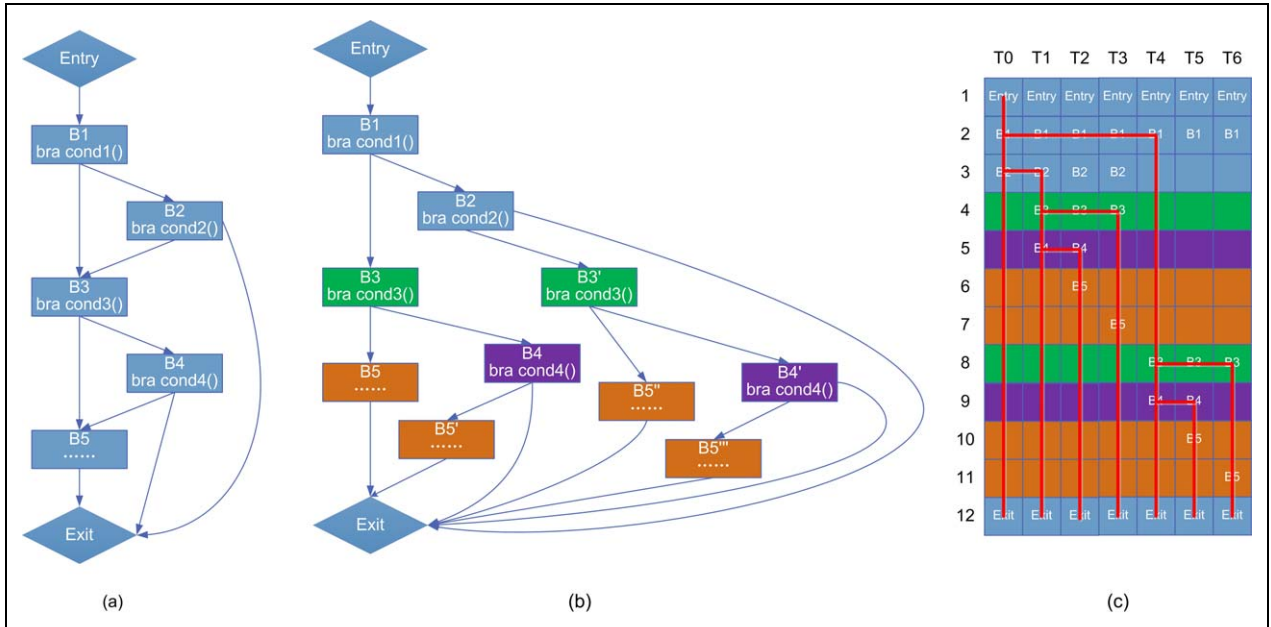 Entry
B1
bra cond1()
B2
bra cond2()
B3
bra cond3()
B4
bra cond4()
B5
......
Exit
(a)
Entry
B1
bra cond1()
B2
bra cond2()
B3
bra cond3()
B3'
bra cond3()
B4
bra cond4()
B5
......
B4'
bra cond4()
B5''
......
B5'
......
B5'''
......
Exit
(b)
T0 T1 T2 T3 T4 T5 T6
1 Entry Entry Entry Entry Entry Entry Entry
2 B1 B1 B1 B1 B1 B1 B1
3 B2 B2 B2 B2
4 B3 B3 B3
5 B4 B4
6 B5
7 B5
8 B3 B3 B3
9 B4 B4
10 B5
11 B5
12 Exit Exit Exit Exit Exit Exit Exit
(c)